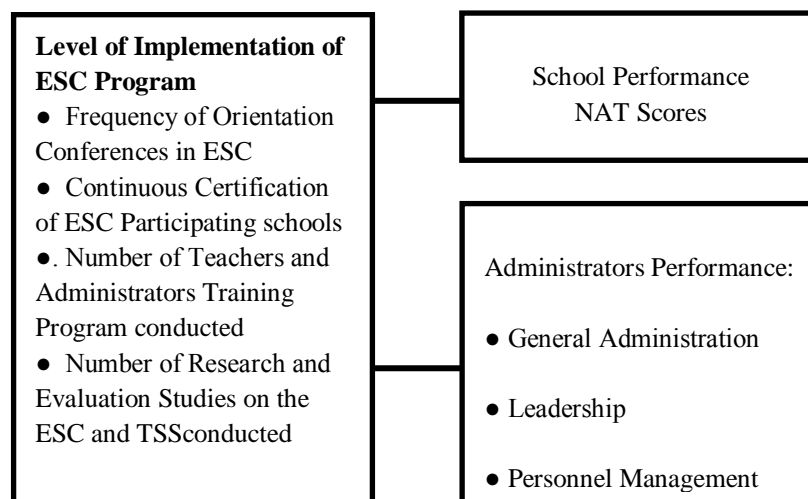 Level of Implementation of
ESC Program
● Frequency of Orientation
Conferences in ESC
● Continuous Certification
of ESC Participating schools
●. Number of Teachers and
Administrators Training
Program conducted
● Number of Research and
Evaluation Studies on the
ESC and TSSconducted
School Performance
NAT Scores
Administrators Performance:
● General Administration
● Leadership
● Personnel Management